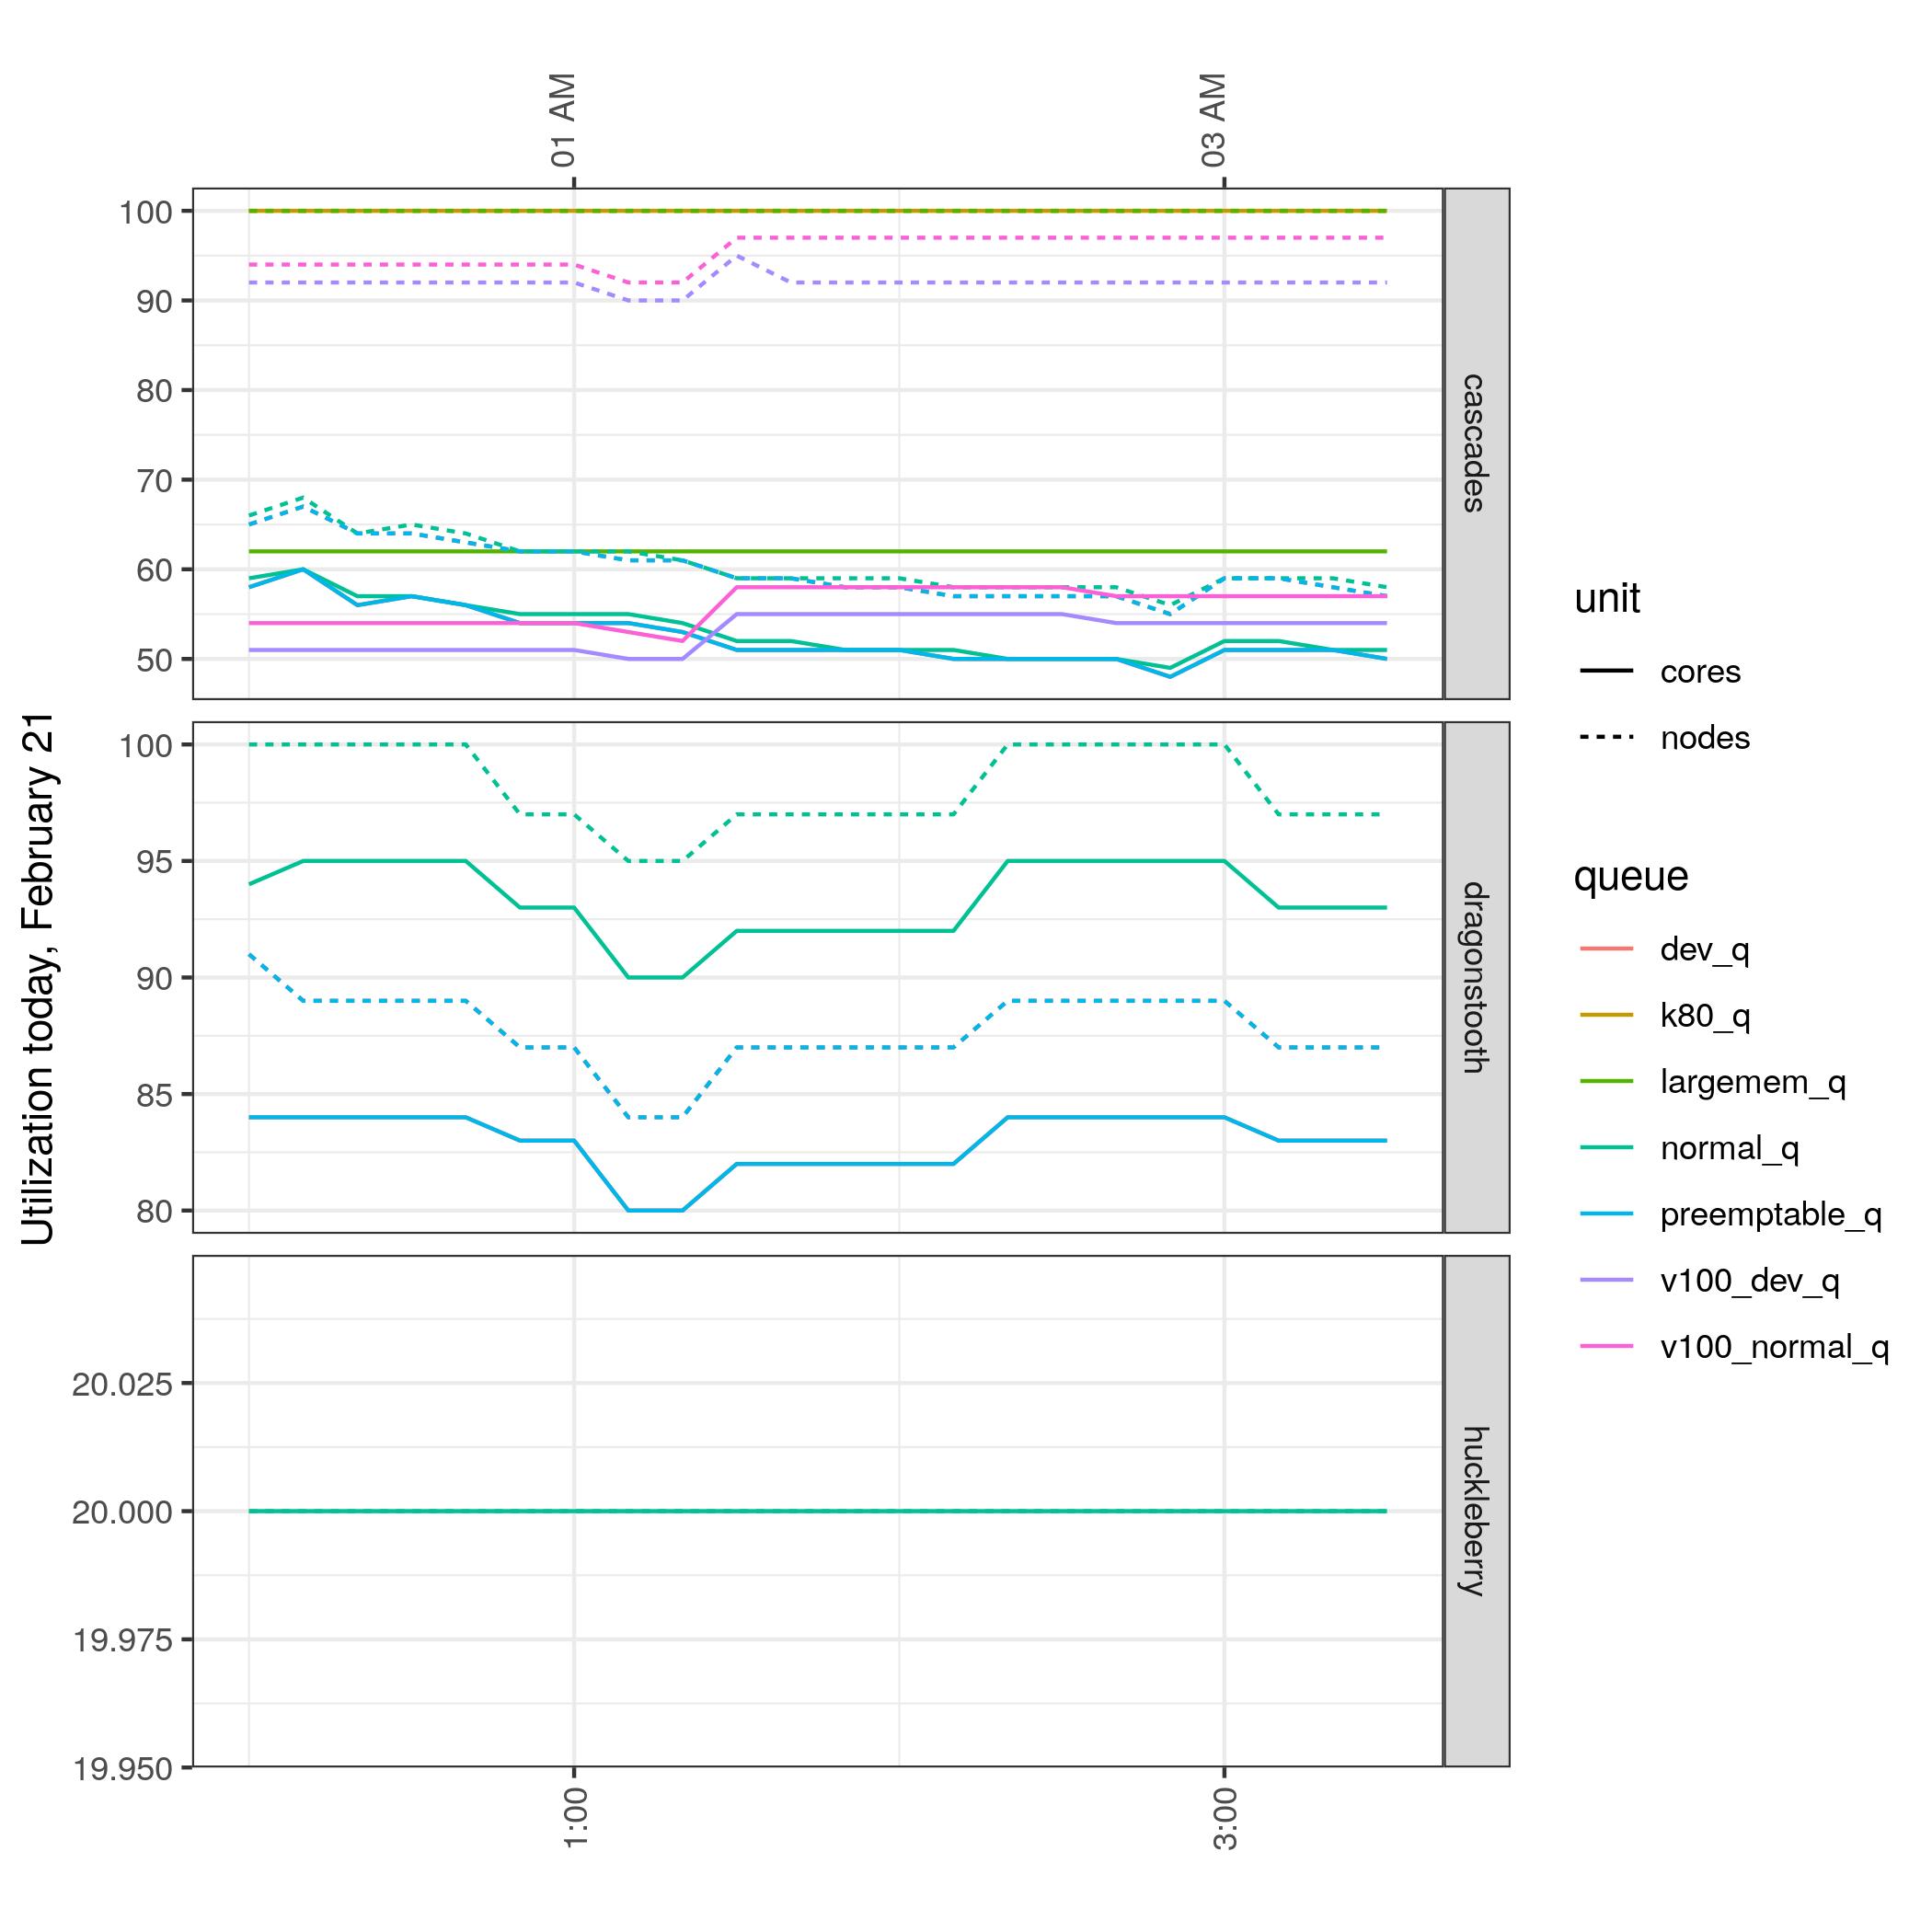 01 AM
03 AM
100
90
80
70
60
50
cascades
100
95
90
85
80
dragonstooth
20.025
20.000
19.975
19.950
huckleberry
1:00
3:00
Utilization today, February 21
unit
cores
nodes
queue
dev_q
k80_q
largemem_q
normal_q
preemptable_q
v100_dev_q
v100_normal_q